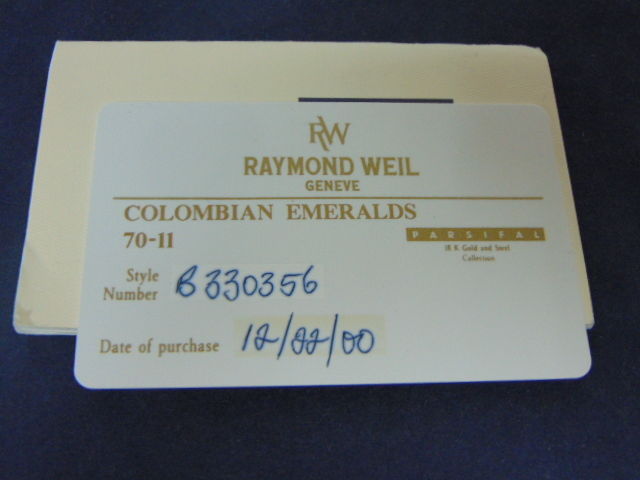 RW
RAYMOND WEIL
GENEVE
COLOMBIAN EMERALDS
70-11
PARSIFAL
18 K Gold and Steel
Collection
Style
Number B330356
Date of purchase 12/22/00